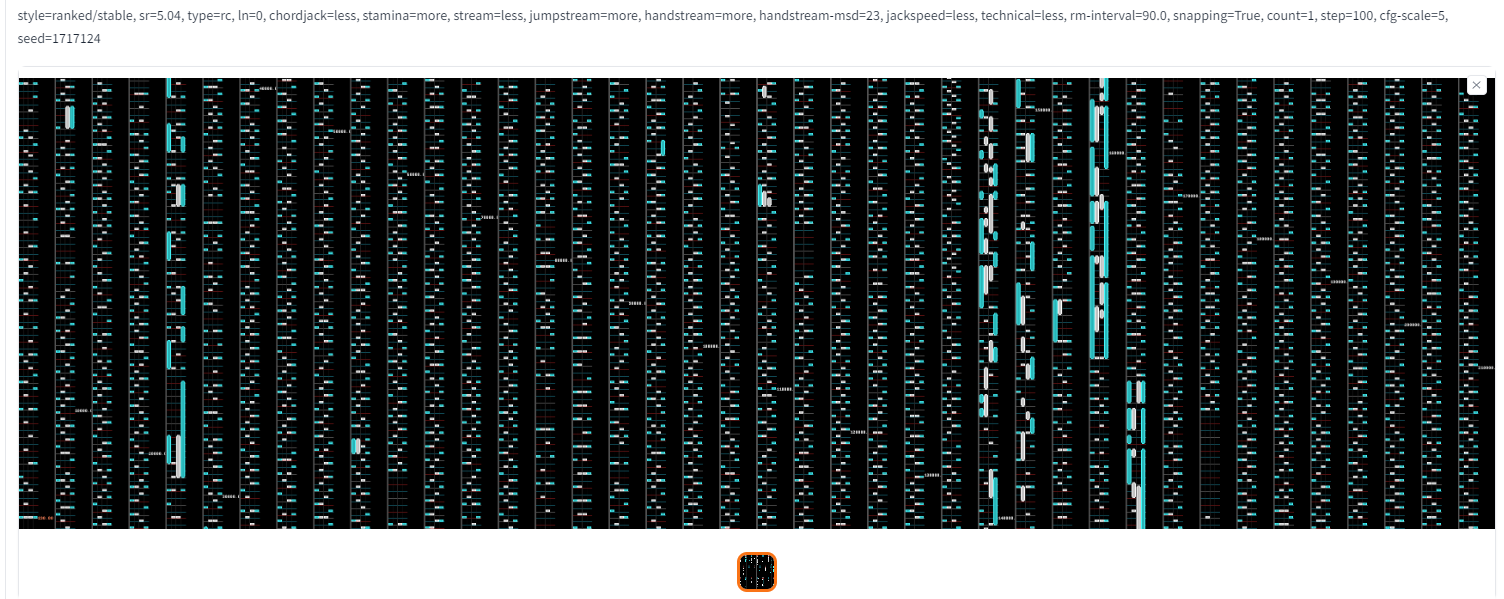 style=ranked/stable, sr=5.04, type=rc, ln=0, chordjack=less, stamina=more, stream=less, jumpstream=more, handstream=more, handstream-msd=23, jackspeed=less, technical=less, rm-interval=90.0, snapping=True, count=1, step=100, cfg-scale=5,
seed=1717124